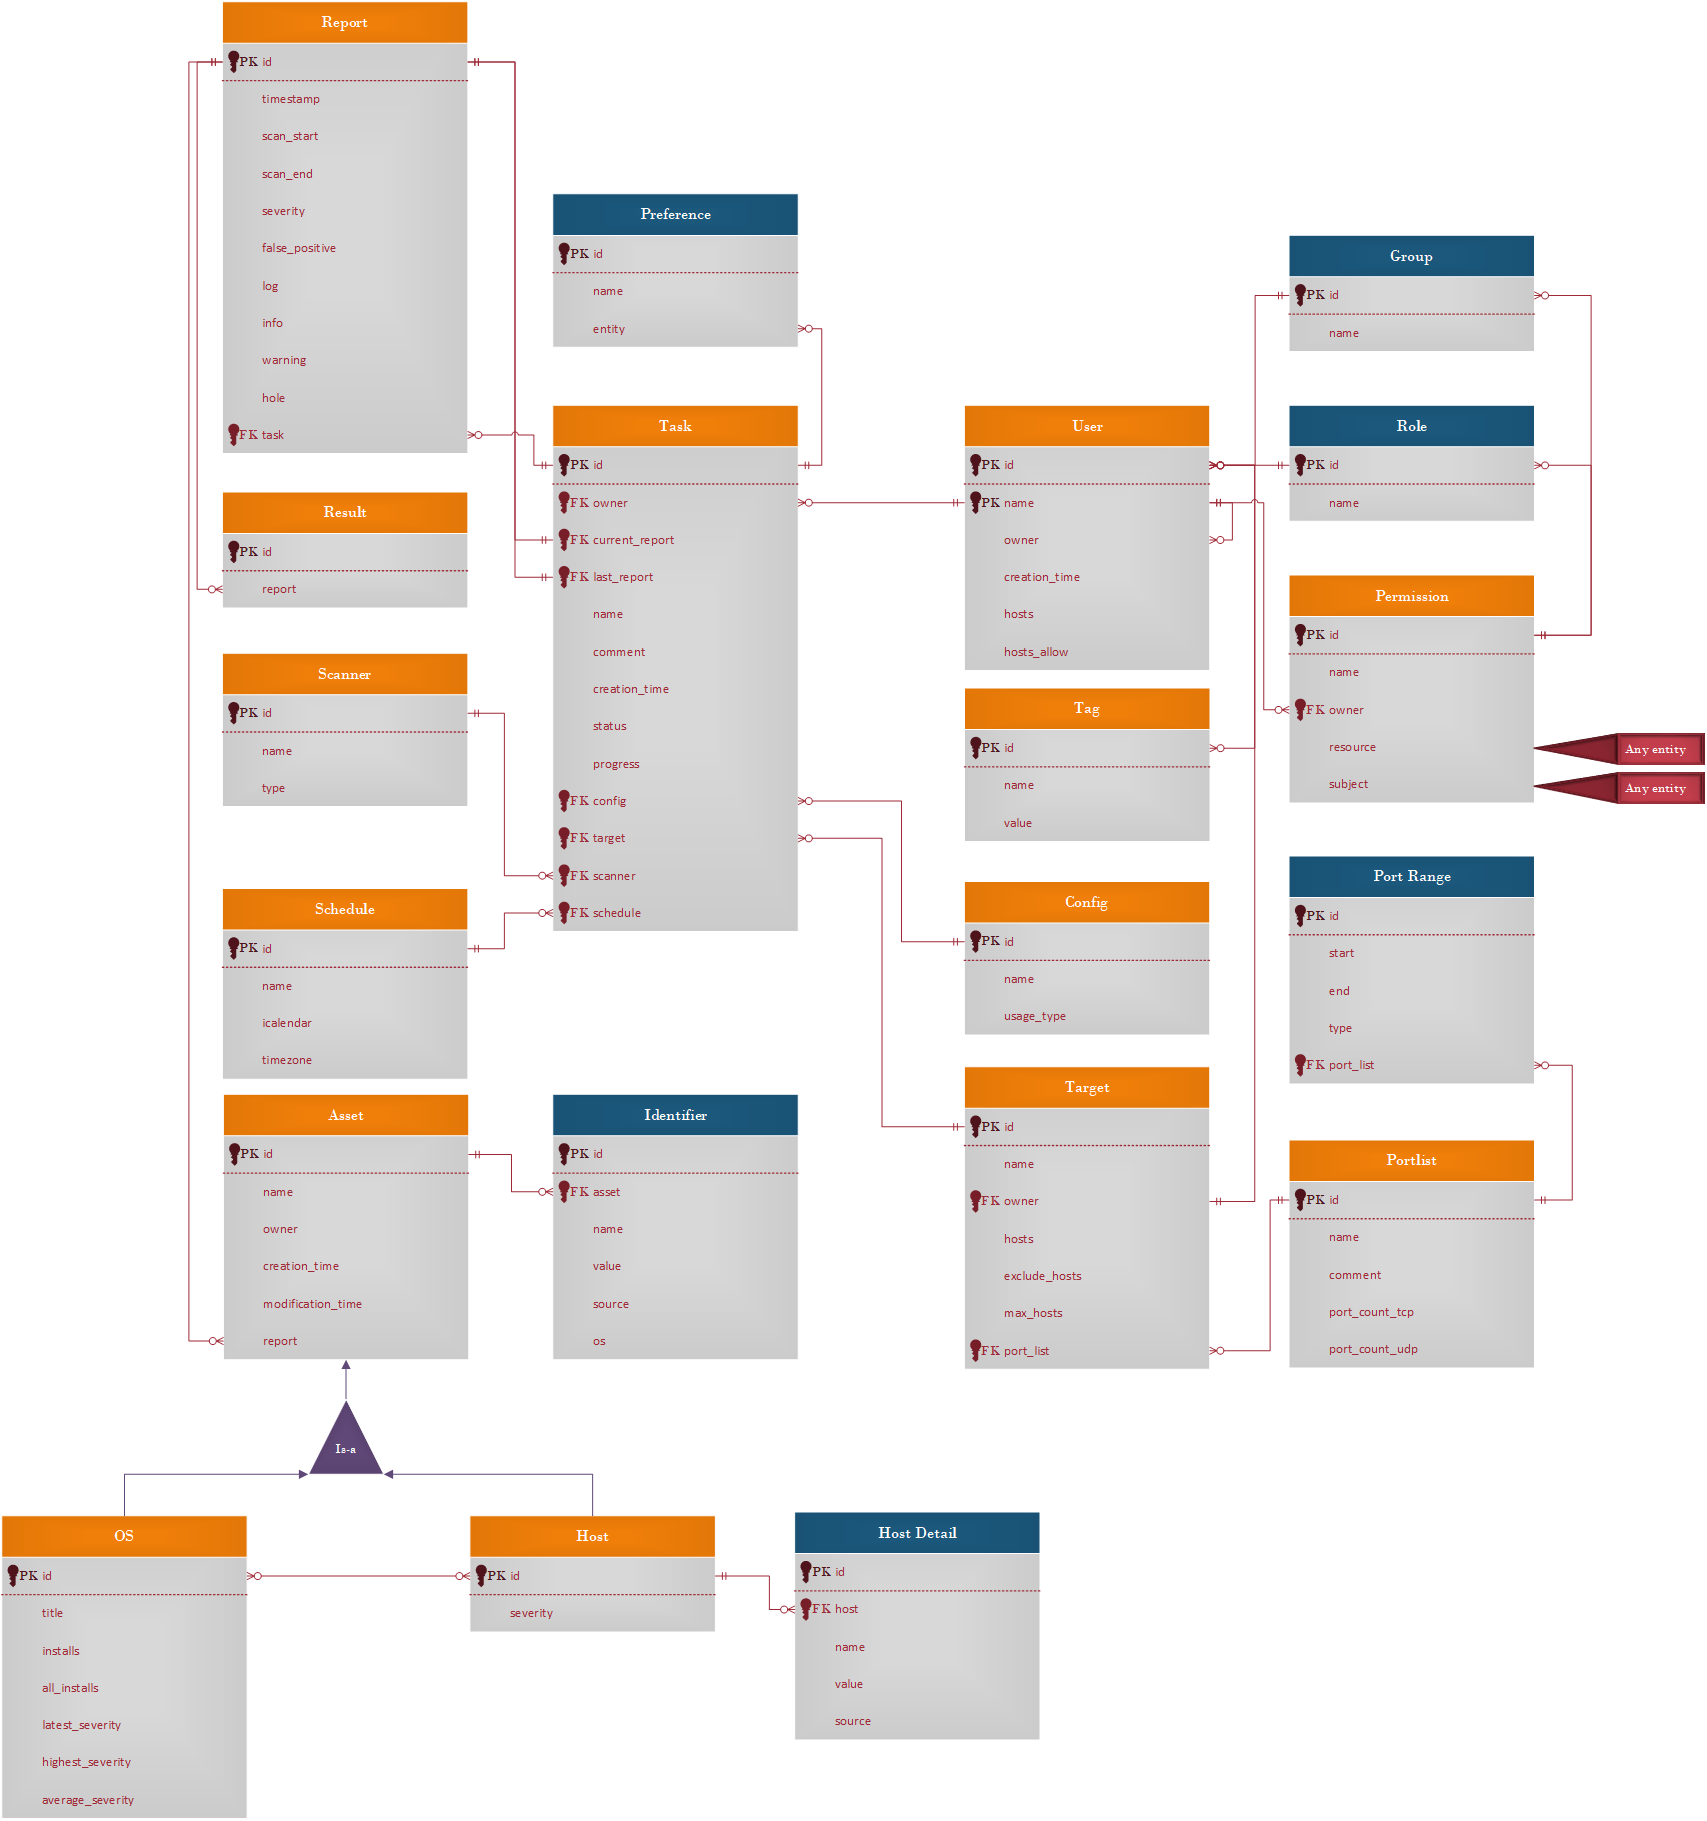 Report
PK id
timestamp
scan_start
scan_end
severity
false_positive
log
info
warning
hole
FK task
Result
PK id
report
Scanner
PK id
name
type
Schedule
PK id
name
icalendar
timezone
Asset
PK id
name
owner
creation_time
modification_time
report
Preference
PK id
name
entity
Task
PK id
FK owner
FK current_report
FK last_report
name
comment
creation_time
status
progress
FK config
FK target
FK scanner
FK schedule
Identifier
PK id
FK asset
name
value
source
os
User
PK id
PK name
owner
creation_time
hosts
hosts_allow
Tag
PK id
name
value
Config
PK id
name
usage_type
Target
PK id
name
FK owner
hosts
exclude_hosts
max_hosts
FK port_list
Group
PK id
name
Role
PK id
name
Permission
PK id
name
FK owner
resource
Any entity
subject
Any entity
Port Range
PK id
start
end
type
FK port_list
Portlist
PK id
name
comment
port_count_tcp
port_count_udp
Is-a
OS
PK id
title
installs
all_installs
latest_severity
highest_severity
average_severity
Host
PK id
severity
Host Detail
PK id
FK host
name
value
source